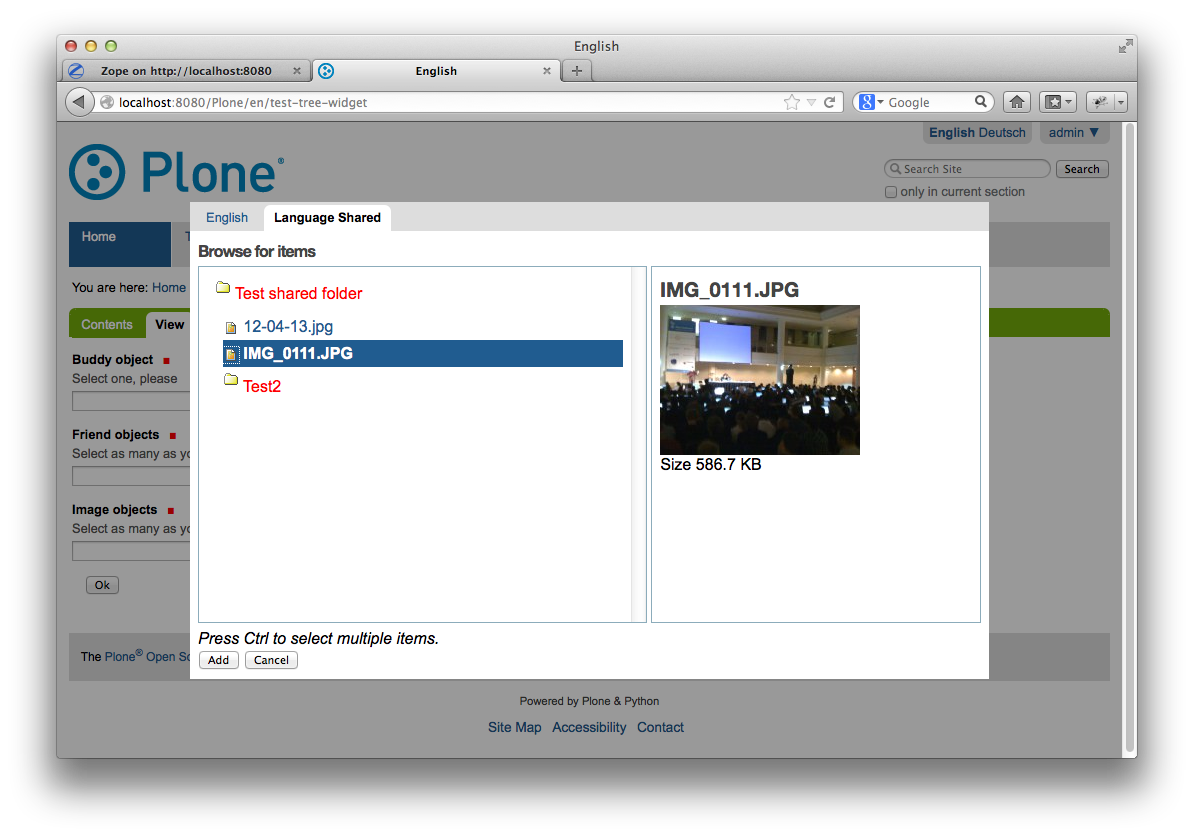 English
Zope on http://localhost:8080
English
localhost:8080/Plone/en/test-tree-widget
Google
English Deutsch
admin ▼
Plone®
Search Site
Search
only in current section
Home
English
Language Shared
Browse for items
You are here: Home
Contents
View
Test shared folder
12-04-13.jpg
IMG_0111.JPG
Test2
IMG_0111.JPG
Size 586.7 KB
Buddy object
Select one, please
Friend objects
Select as many as
Image objects
Select as many as
Ok
Press Ctrl to select multiple items.
Add
Cancel
The Plone® Open
Powered by Plone & Python
Site Map
Accessibility
Contact